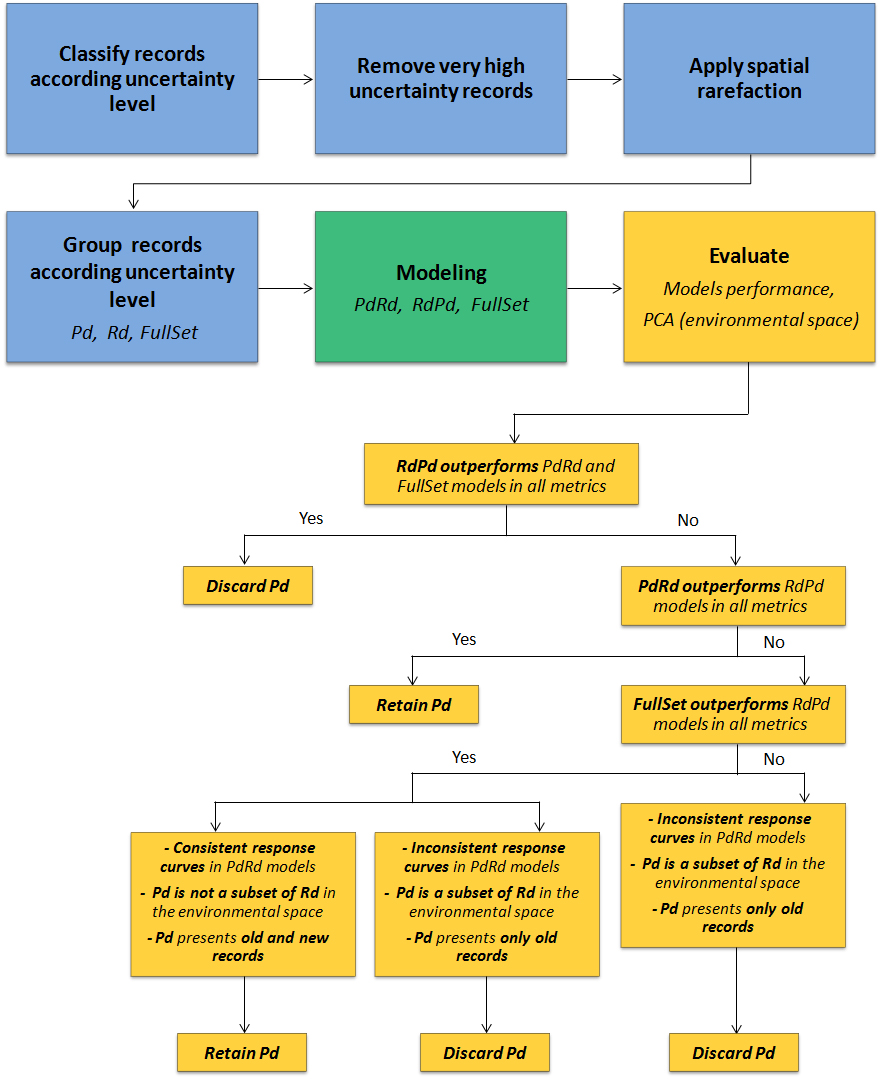 Classify records
according uncertainty
level
Remove very high
uncertainty records
Apply spatial
rarefaction
Group records
according uncertainty
level
Pd, Rd, FullSet
Modeling
PdRd, RdPd, FullSet
Evaluate
Models performance,
PCA (environmental space)
RdPd outperforms PdRd and
FullSet models in all metrics
Yes
No
Discard Pd
PdRd outperforms RdPd
models in all metrics
Yes
No
Retain Pd
FullSet outperforms RdPd
models in all metrics
Yes
No
- Consistent response
curves in PdRd models
- Pd is not a subset of Rd in
the environmental space
- Pd presents old and new
records
- Inconsistent response
curves in PdRd models
- Pd is a subset of Rd in the
environmental space
- Pd presents only old
records
- Inconsistent response
curves in PdRd models
- Pd is a subset of Rd in the
environmental space
- Pd presents only old
records
Retain Pd
Discard Pd
Discard Pd